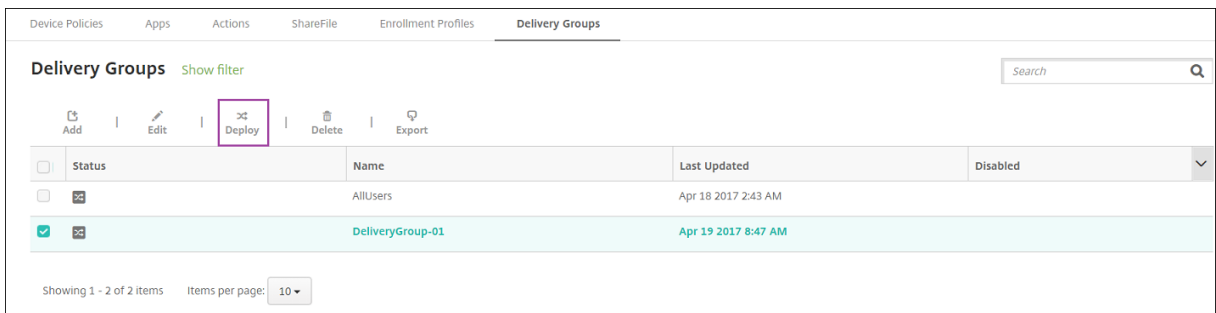 Device Policies Apps Actions ShareFile Enrollment Profiles Delivery Groups
Delivery Groups Show filter Search
Add | Edit | Deploy | Delete | Export
Status Name Last Updated Disabled
AllUsers Apr 18 2017 2:43 AM
DeliveryGroup-01 Apr 19 2017 8:47 AM
Showing 1 - 2 of 2 items Items per page: 10